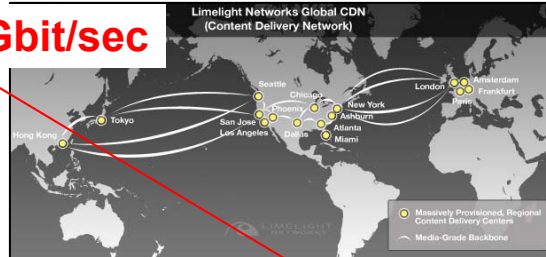 Gbit/sec
Limelight Networks Global CDN
(Content Delivery Network)
Seattle
Chicago
Amsterdam
London
Frankfurt
Paris
Phoenix
New York
Tokyo
San Jose
Ashburn
Hong Kong
Los Angeles
Dallas
Atlanta
Miami
Massively Provisioned, Regional
Content Delivery Centers
Media-Grade Backbone
LIMELIGHT
NETWORKS